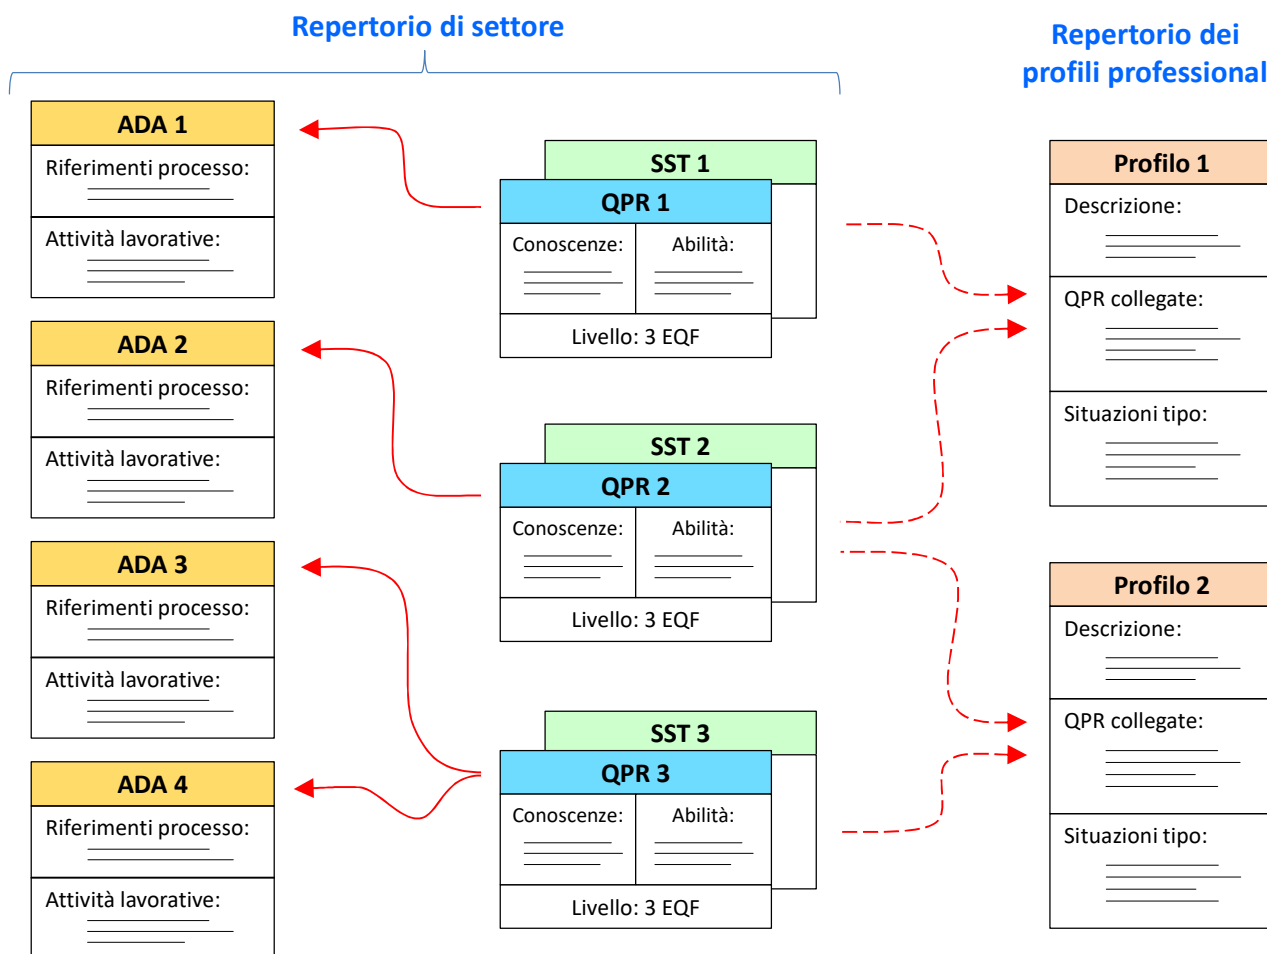 Repertorio di settore
Repertorio dei
profili professional
ADA 1
Riferimenti processo:
Attività lavorative:
ADA 2
Riferimenti processo:
Attività lavorative:
ADA 3
Riferimenti processo:
Attività lavorative:
ADA 4
Riferimenti processo:
Attività lavorative:
SST 1
QPR 1
Conoscenze:
Abilità:
Livello: 3 EQF
SST 2
QPR 2
Conoscenze:
Abilità:
Livello: 3 EQF
SST 3
QPR 3
Conoscenze:
Abilità:
Livello: 3 EQF
Profilo 1
Descrizione:
QPR collegate:
Situazioni tipo:
Profilo 2
Descrizione:
QPR collegate:
Situazioni tipo: